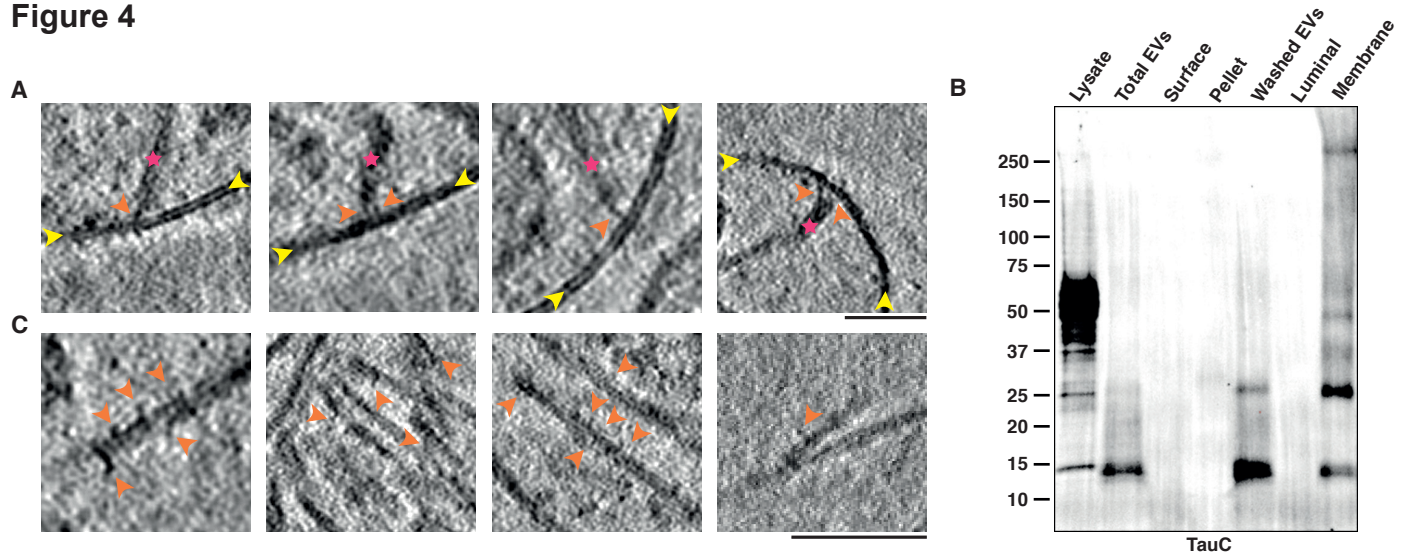 Figure 4
A
B
Lysate
Total EVs
Surface
Pellet
Washed EVs
Luminal
Membrane
250
150
100
75
50
37
25
20
15
10
TauC
C